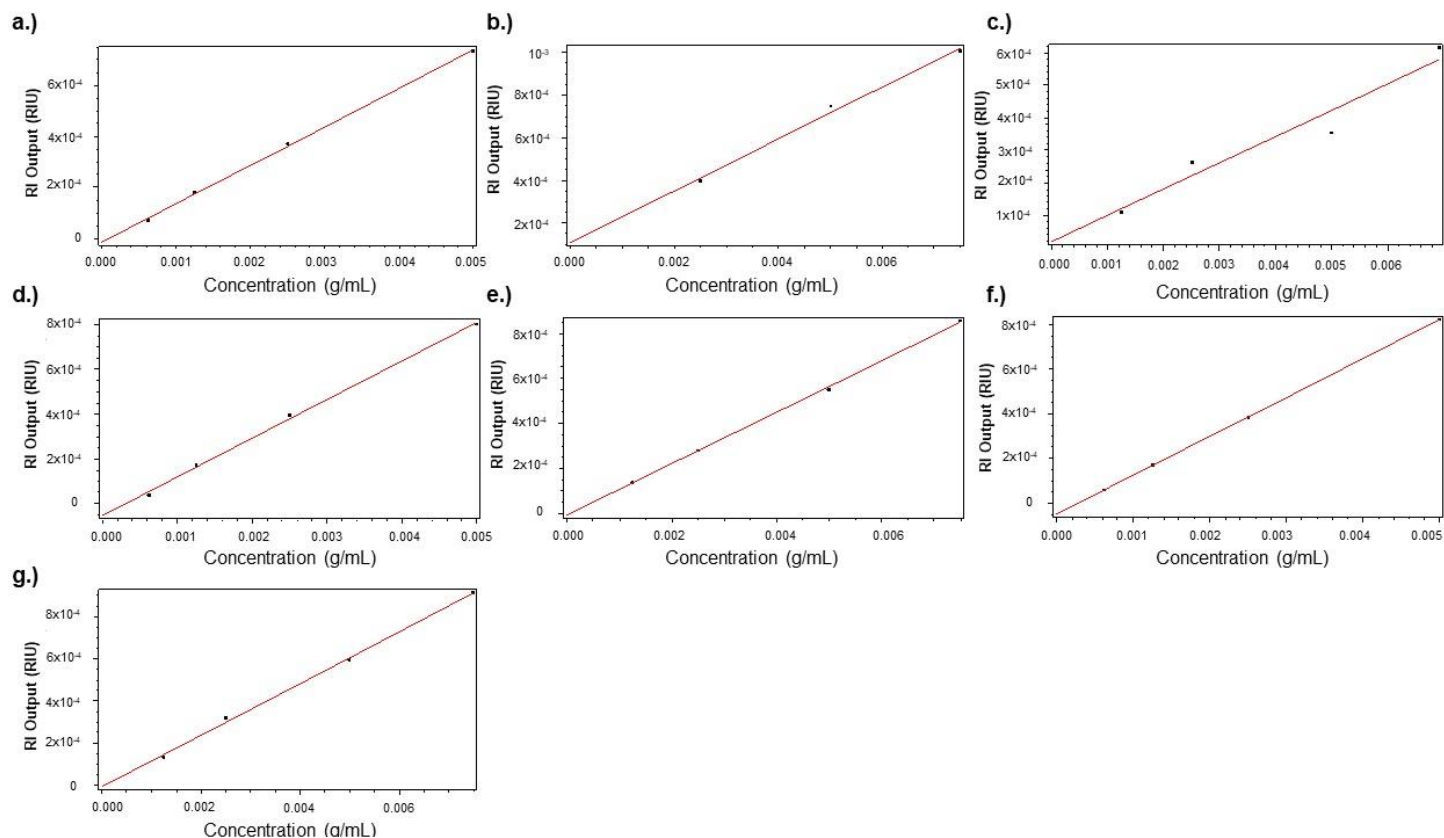 a.)
RI Output (RIU)
6x10⁻⁴
4x10⁻⁴
2x10⁻⁴
0
0.000 0.001 0.002 0.003 0.004 0.005
Concentration (g/mL)
b.)
RI Output (RIU)
10⁻³
8x10⁻⁴
6x10⁻⁴
4x10⁻⁴
2x10⁻⁴
0.000 0.002 0.004 0.006
Concentration (g/mL)
c.)
RI Output (RIU)
6x10⁻⁴
5x10⁻⁴
4x10⁻⁴
3x10⁻⁴
2x10⁻⁴
1x10⁻⁴
0.000 0.001 0.002 0.003 0.004 0.005 0.006
Concentration (g/mL)
d.)
RI Output (RIU)
8x10⁻⁴
6x10⁻⁴
4x10⁻⁴
2x10⁻⁴
0
0.000 0.001 0.002 0.003 0.004 0.005
Concentration (g/mL)
e.)
RI Output (RIU)
8x10⁻⁴
6x10⁻⁴
4x10⁻⁴
2x10⁻⁴
0
0.000 0.002 0.004 0.006
Concentration (g/mL)
f.)
RI Output (RIU)
8x10⁻⁴
6x10⁻⁴
4x10⁻⁴
2x10⁻⁴
0
0.000 0.001 0.002 0.003 0.004 0.005
Concentration (g/mL)
g.)
RI Output (RIU)
8x10⁻⁴
6x10⁻⁴
4x10⁻⁴
2x10⁻⁴
0
0.000 0.002 0.004 0.006
Concentration (g/mL)